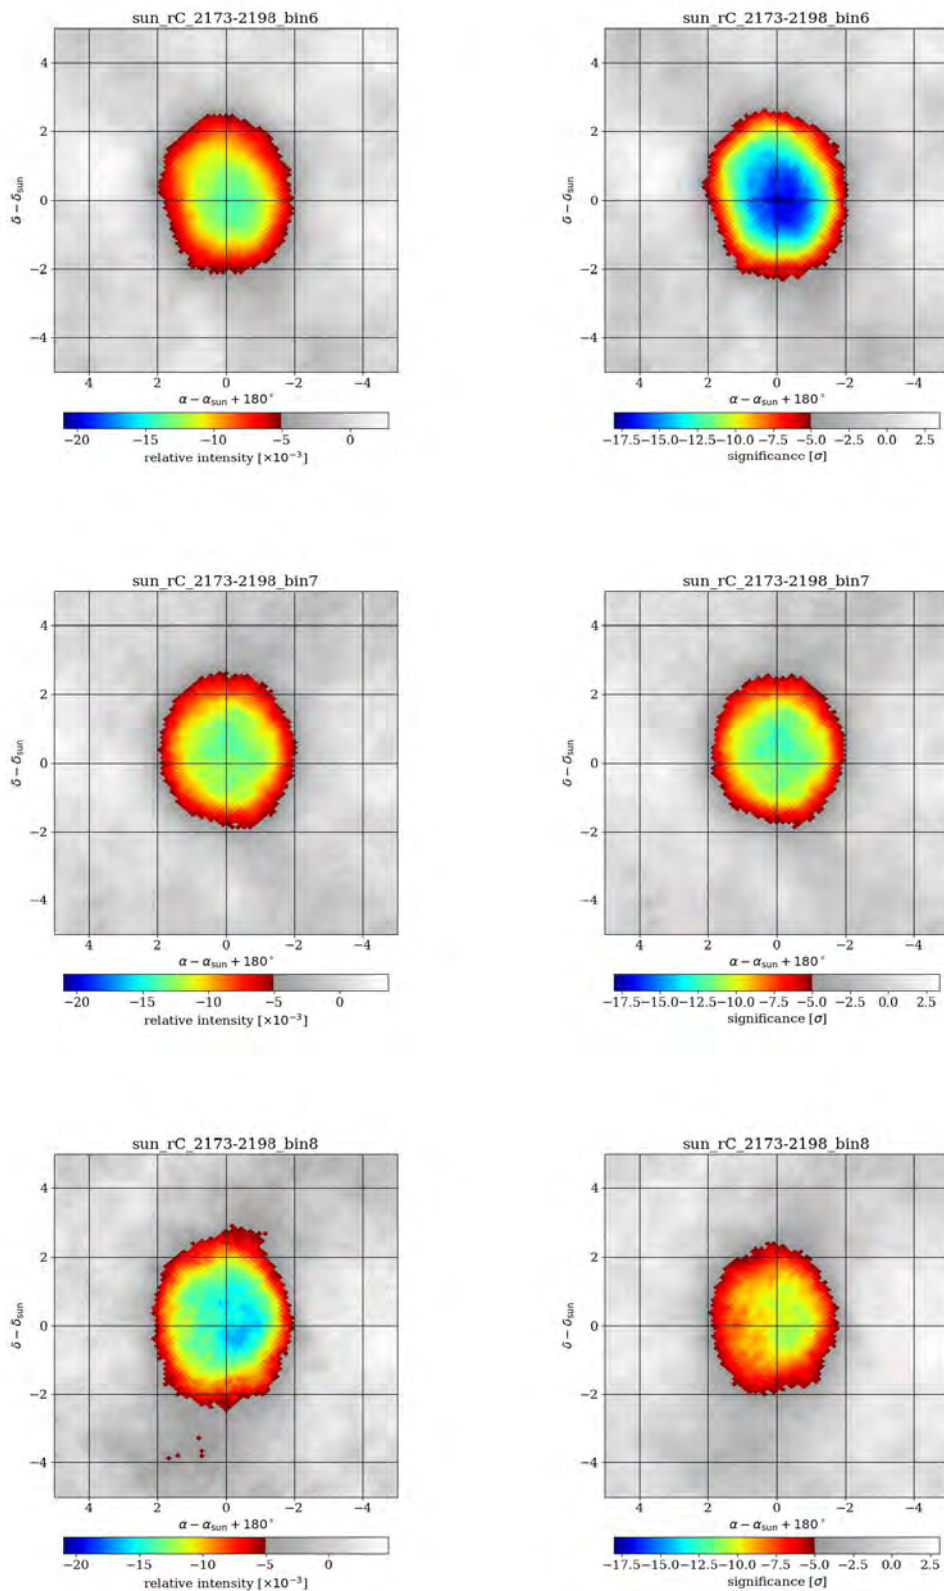 sun_rC_2173-2198_bin6
4
2
0
−2
−4
δ − δsun
4 2 0 −2 −4
α − αsun + 180°
−20 −15 −10 −5 0
relative intensity [×10−3]
sun_rC_2173-2198_bin6
4
2
0
−2
−4
δ − δsun
4 2 0 −2 −4
α − αsun + 180°
−17.5 −15.0 −12.5 −10.0 −7.5 −5.0 −2.5 0.0 2.5
significance [σ]
sun_rC_2173-2198_bin7
4
2
0
−2
−4
δ − δsun
4 2 0 −2 −4
α − αsun + 180°
−20 −15 −10 −5 0
relative intensity [×10−3]
sun_rC_2173-2198_bin7
4
2
0
−2
−4
δ − δsun
4 2 0 −2 −4
α − αsun + 180°
−17.5 −15.0 −12.5 −10.0 −7.5 −5.0 −2.5 0.0 2.5
significance [σ]
sun_rC_2173-2198_bin8
4
2
0
−2
−4
δ − δsun
4 2 0 −2 −4
α − αsun + 180°
−20 −15 −10 −5 0
relative intensity [×10−3]
sun_rC_2173-2198_bin8
4
2
0
−2
−4
δ − δsun
4 2 0 −2 −4
α − αsun + 180°
−17.5 −15.0 −12.5 −10.0 −7.5 −5.0 −2.5 0.0 2.5
significance [σ]